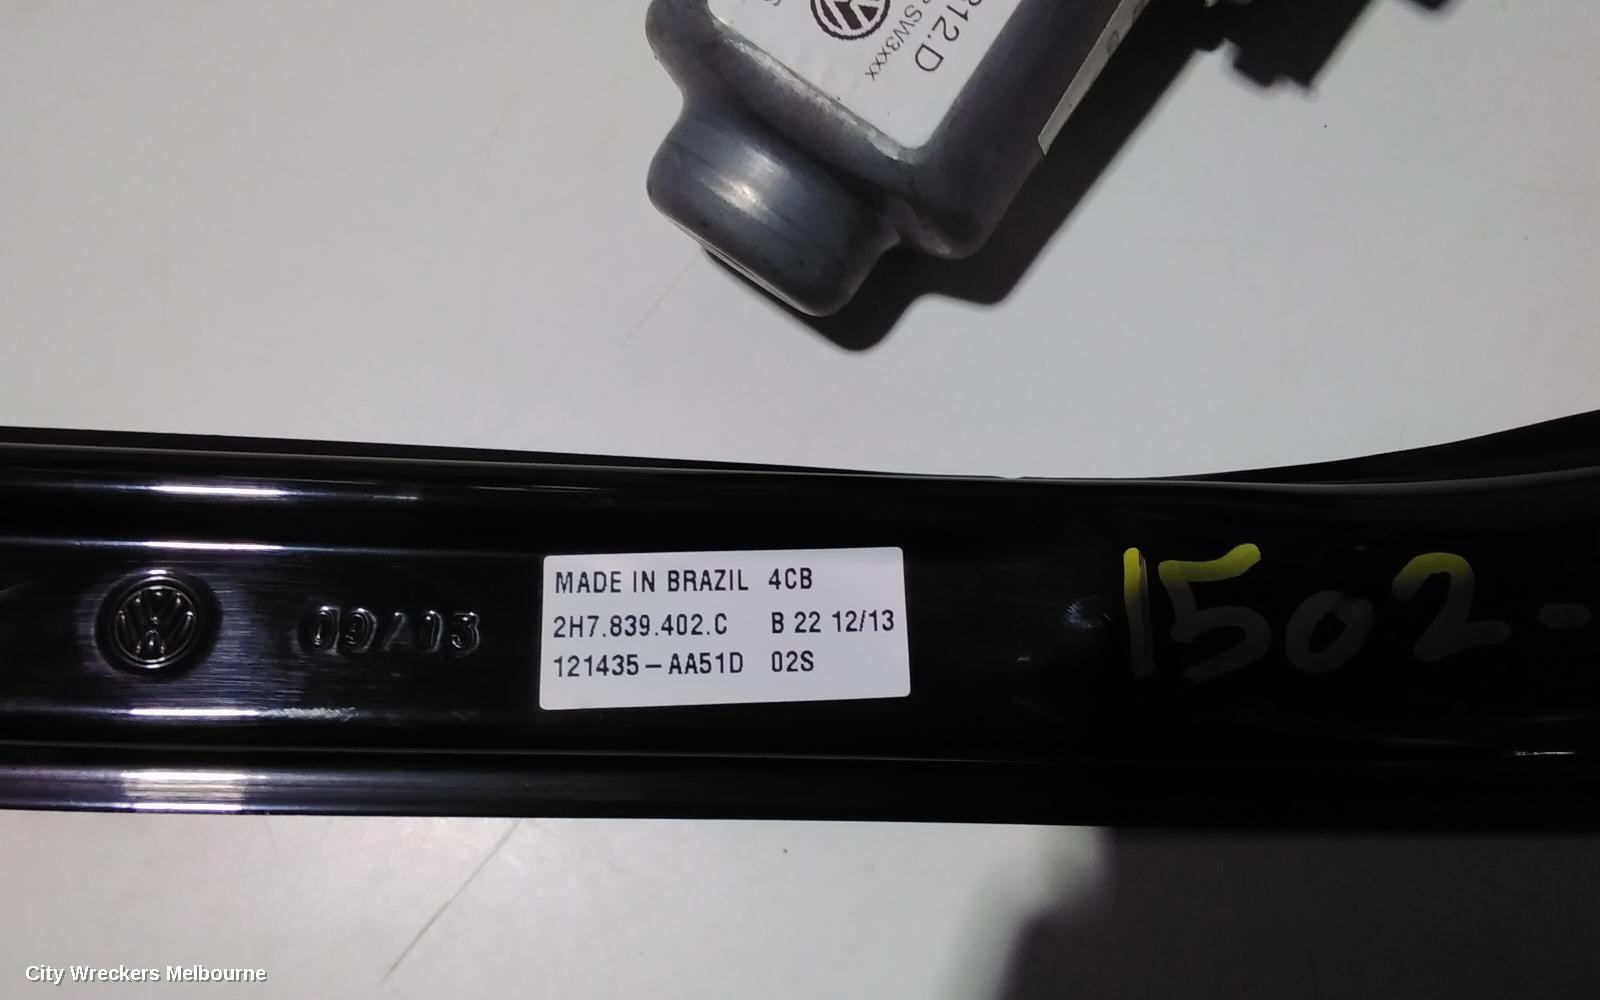 312.D
SW3xxx
09/13
MADE IN BRAZIL 4CB
2H7.839.402.C B 22 12/13
121435-AA51D 02S
1502-
City Wreckers Melbourne